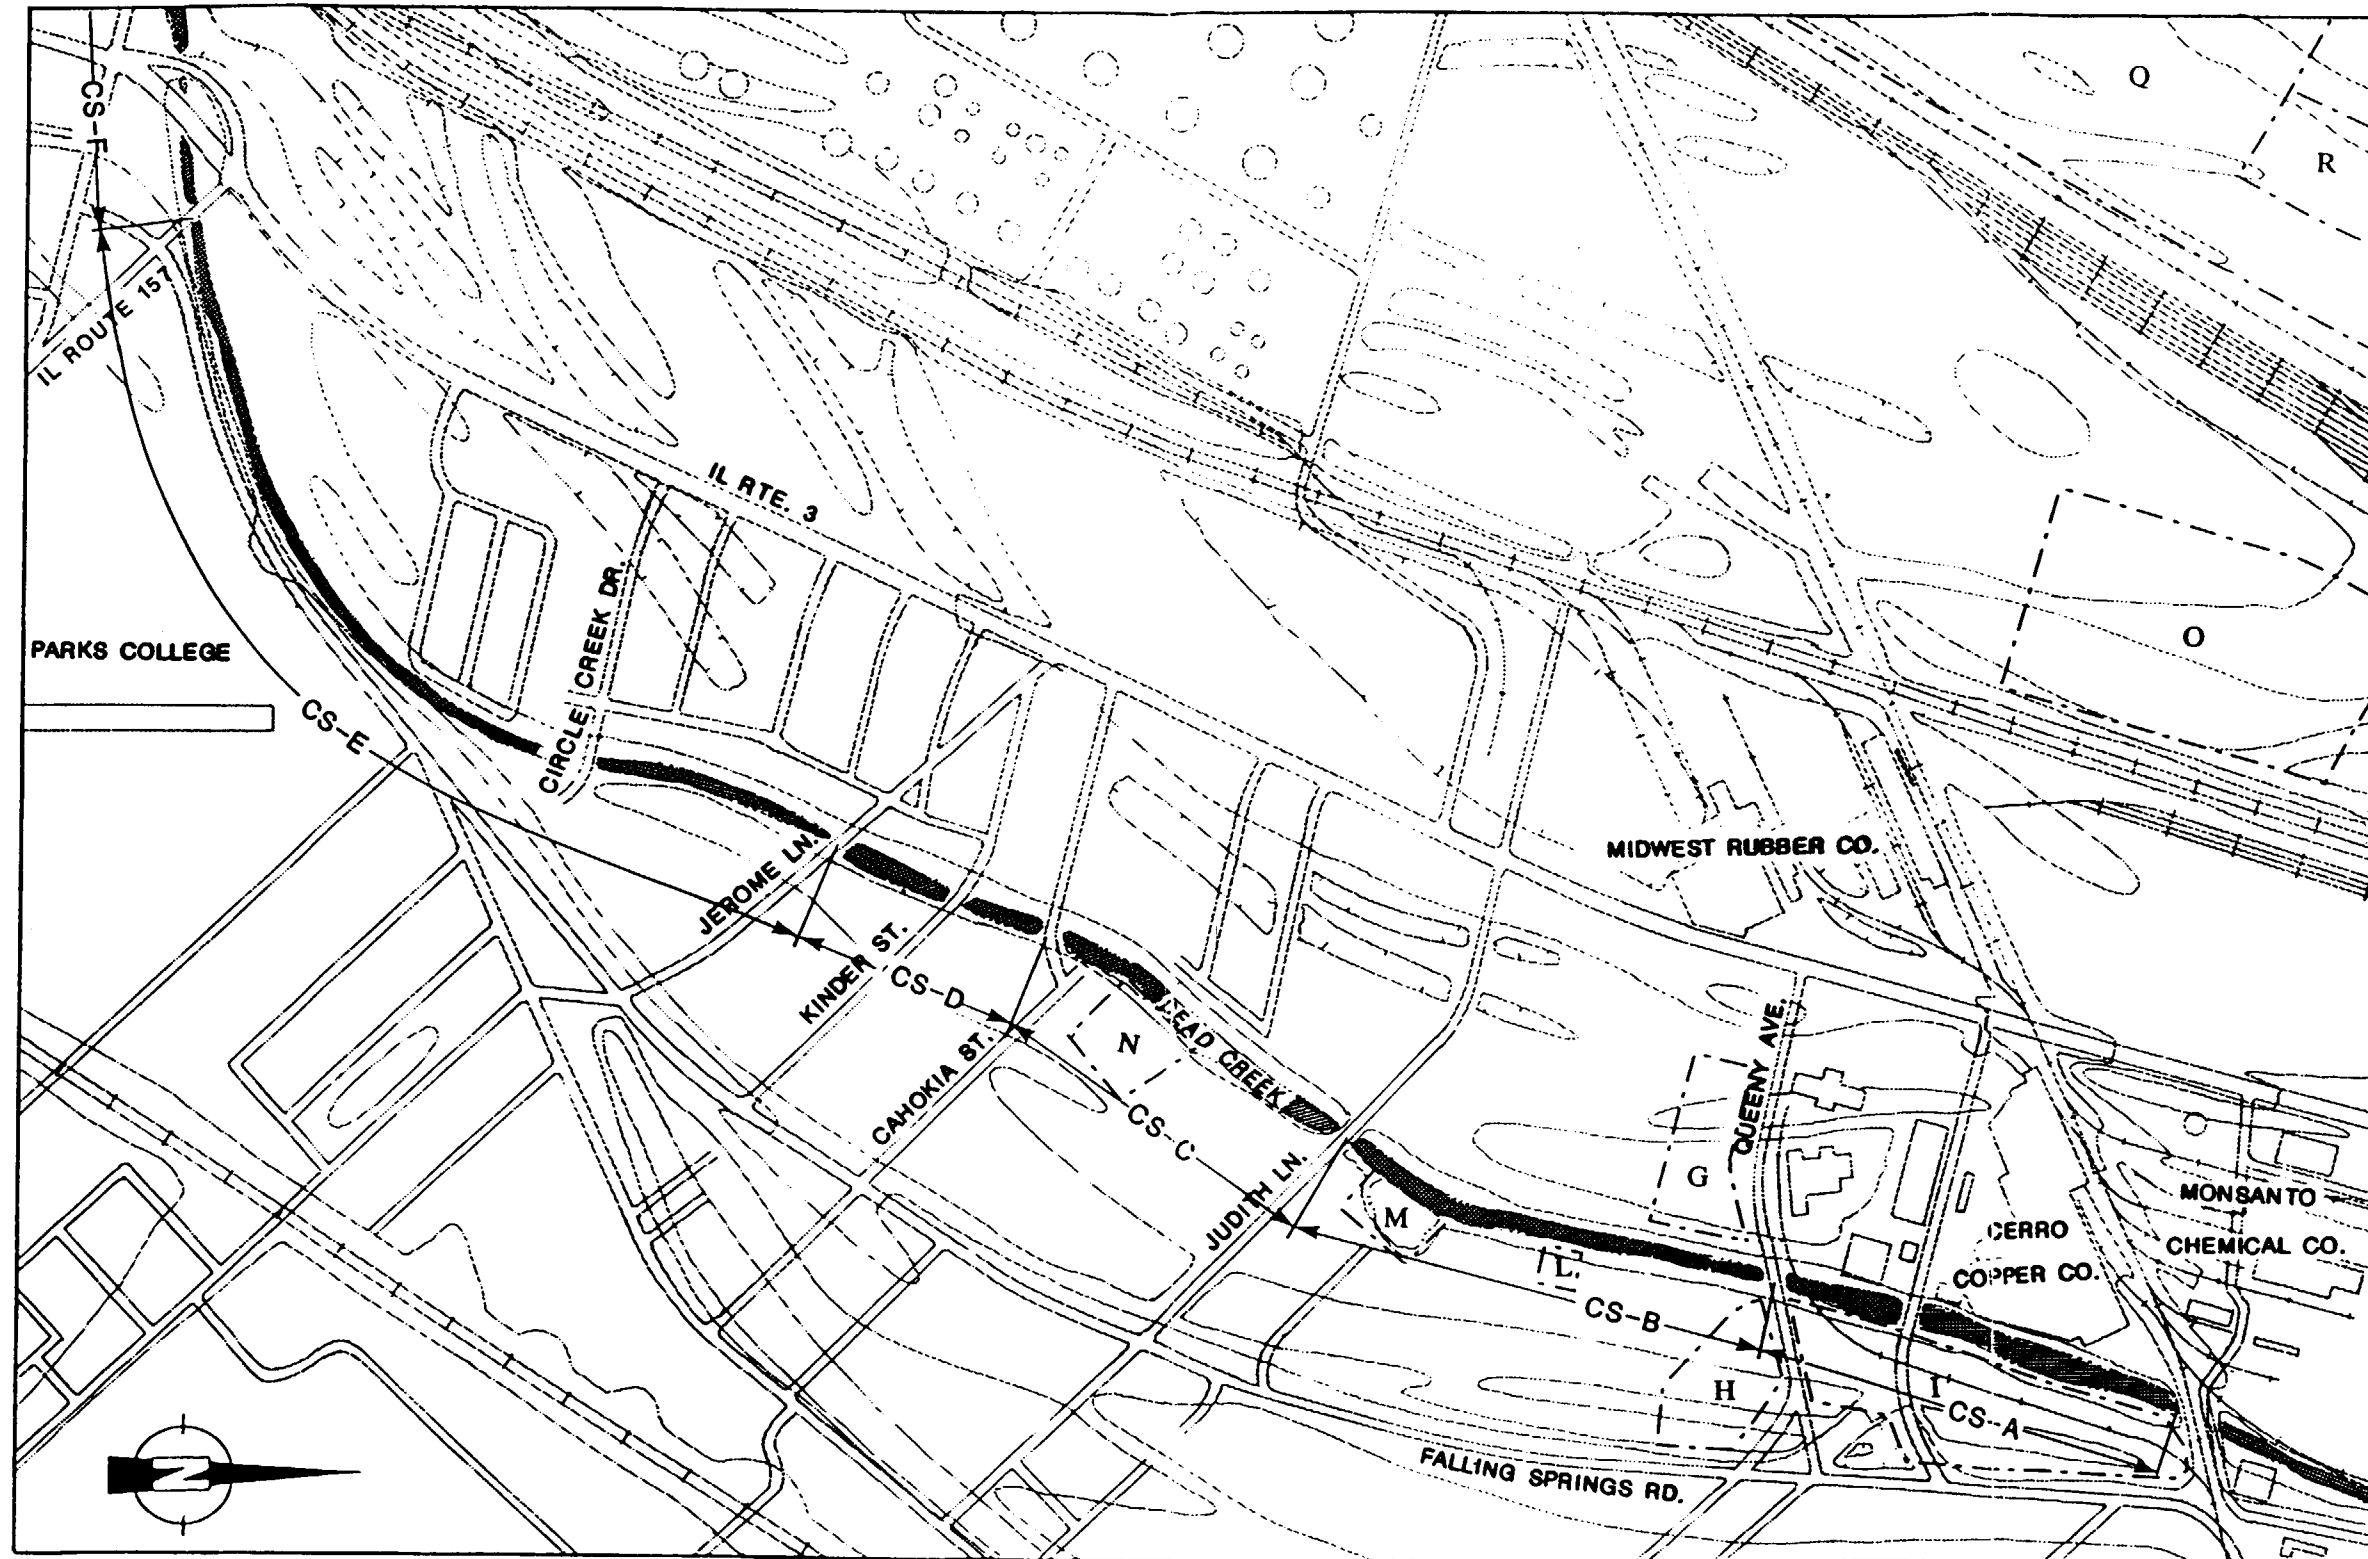 Q
R
CS-F
IL ROUTE 157
IL RTE. 3
CIRCLE CREEK DR.
PARKS COLLEGE
O
CS-E
MIDWEST RUBBER CO.
JEROME LN.
KINDER ST.
CS-D
CAHOKIA ST.
N
DEAD CREEK
CS-C
JUDITH LN.
QUEENY AVE.
G
M
L
CS-B
MONSANTO
CHEMICAL CO.
CERRO
COPPER CO.
H
I
CS-A
FALLING SPRINGS RD.
N